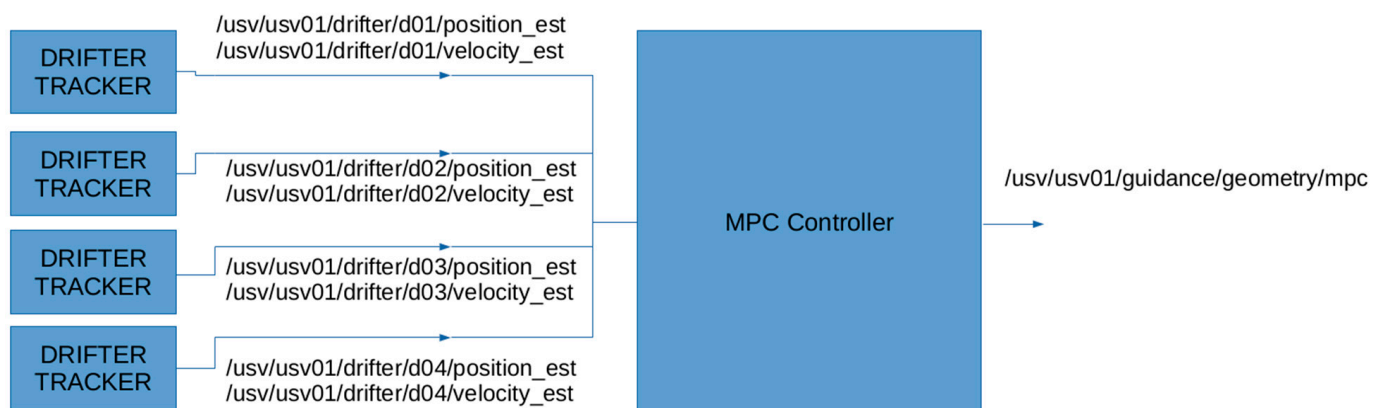 /usv/usv01/drifter/d01/position_est
/usv/usv01/drifter/d01/velocity_est
DRIFTER
TRACKER
DRIFTER
TRACKER
/usv/usv01/drifter/d02/position_est
/usv/usv01/drifter/d02/velocity_est
DRIFTER
TRACKER
/usv/usv01/drifter/d03/position_est
/usv/usv01/drifter/d03/velocity_est
DRIFTER
TRACKER
/usv/usv01/drifter/d04/position_est
/usv/usv01/drifter/d04/velocity_est
MPC Controller
/usv/usv01/guidance/geometry/mpc